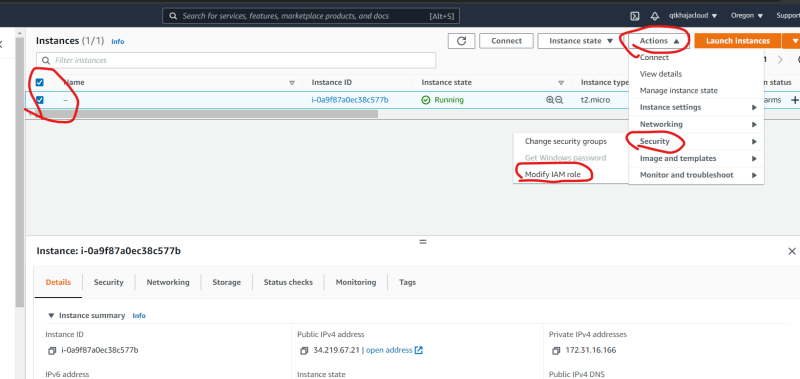 Search for services, features, marketplace products, and docs [Alt+S] qtkhajacloud Oregon Support
Instances (1/1) Info Connect Instance state Actions Launch instances
Filter instances 1
Connect
Name Instance ID Instance state Instance type
View details
– i-0a9f87a0ec38c577b Running t2.micro
Manage instance state
Instance settings
Networking
Change security groups Security
Get Windows password Image and templates
Modify IAM role Monitor and troubleshoot
Instance: i-0a9f87a0ec38c577b
Details Security Networking Storage Status checks Monitoring Tags
Instance summary Info
Instance ID Public IPv4 address Private IPv4 addresses
i-0a9f87a0ec38c577b 34.219.67.21 | open address 172.31.16.166
IPv6 address Instance state Public IPv4 DNS